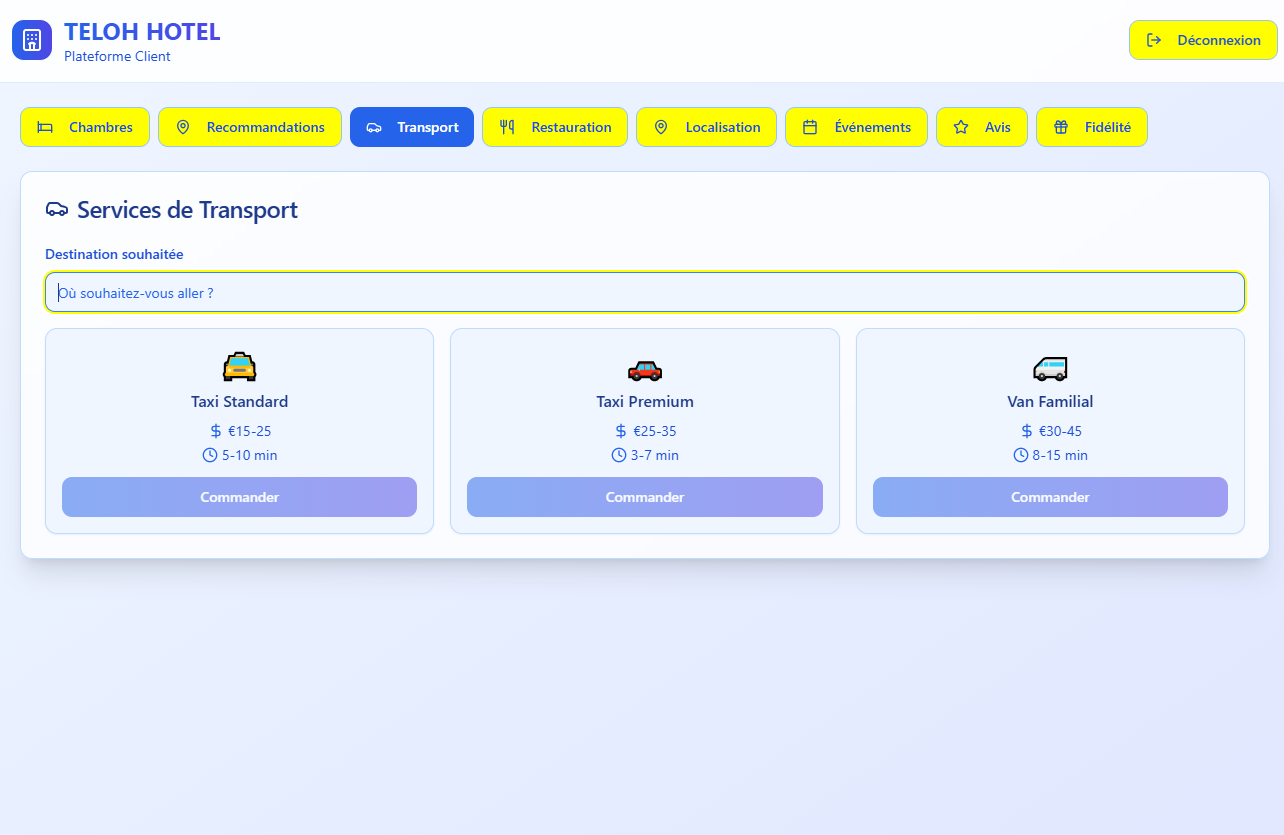 TELOH HOTEL
Plateforme Client
Déconnexion
Chambres
Recommandations
Transport
Restauration
Localisation
Événements
Avis
Fidélité
Services de Transport
Destination souhaitée
Où souhaitez-vous aller ?
Taxi Standard
$ €15-25
5-10 min
Commander
Taxi Premium
$ €25-35
3-7 min
Commander
Van Familial
$ €30-45
8-15 min
Commander